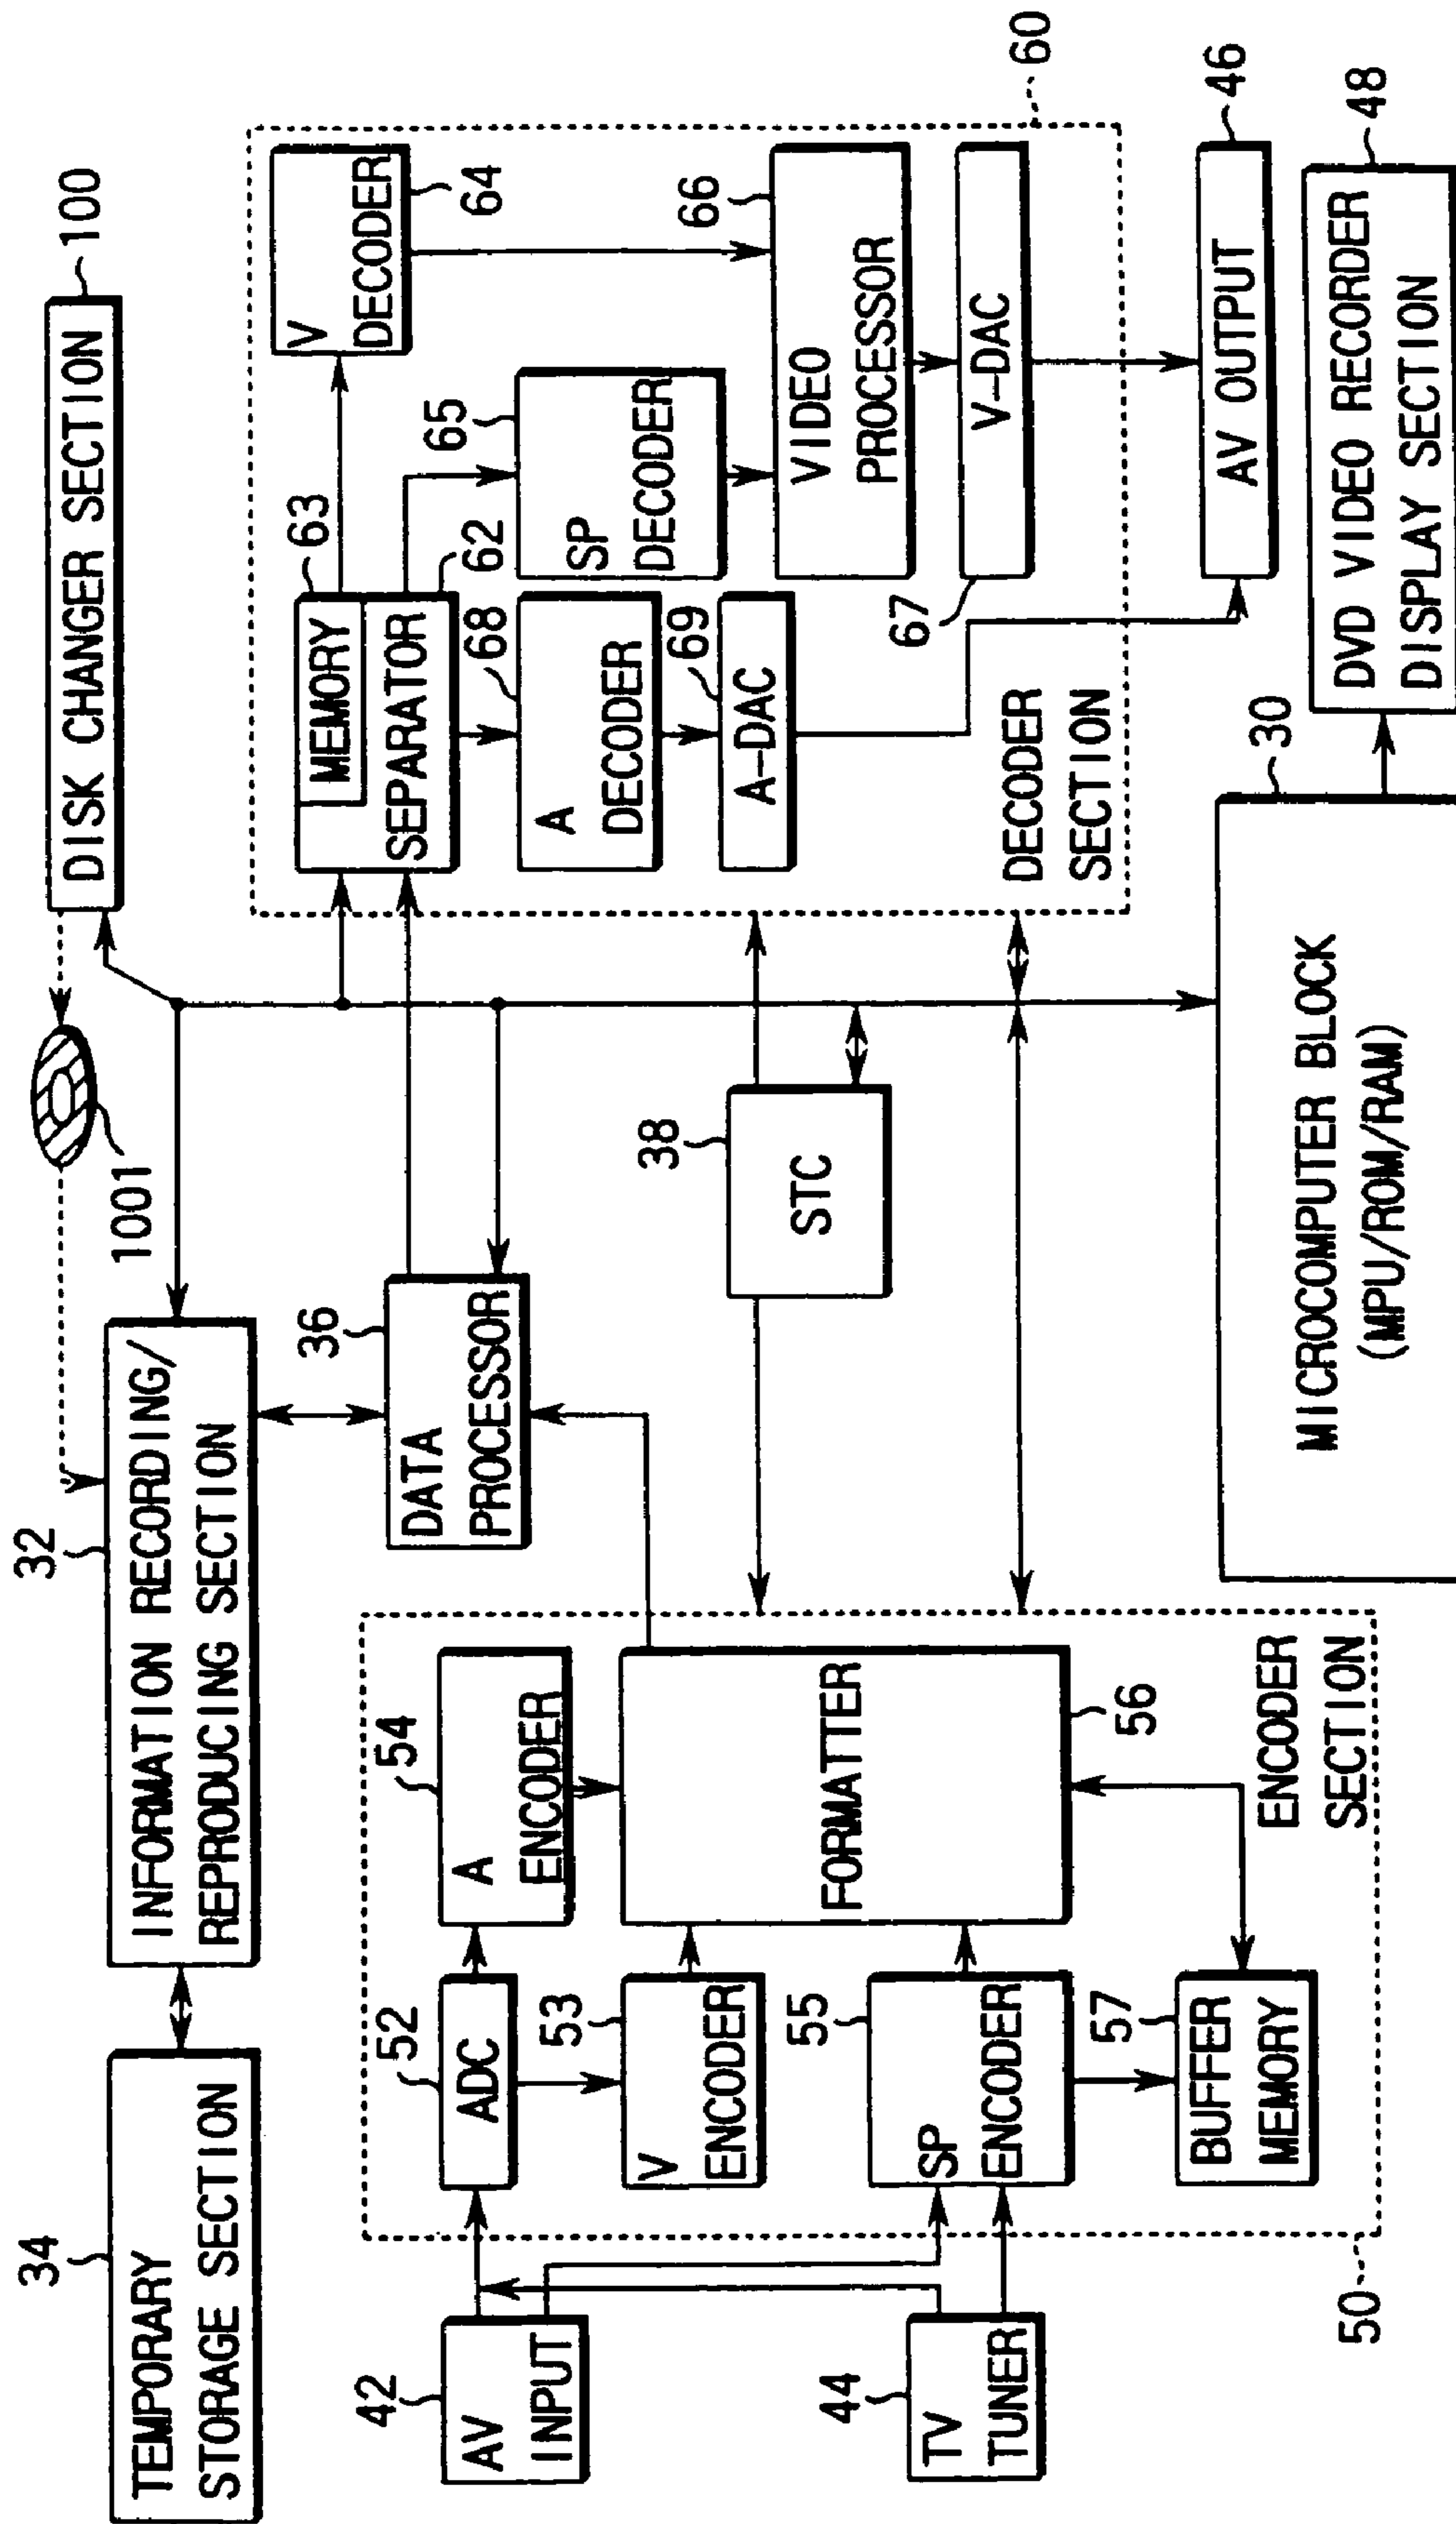 34
TEMPORARY
STORAGE SECTION
32
INFORMATION RECORDING/
REPRODUCING SECTION
1001
DISK CHANGER SECTION
100
36
DATA
PROCESSOR
38
STC
42
AV
INPUT
44
TV
TUNER
50
52
ADC
54
A
ENCODER
53
V
ENCODER
55
SP
ENCODER
57
BUFFER
MEMORY
FORMATTER
56
ENCODER
SECTION
63
MEMORY
SEPARATOR
62
V
DECODER
64
65
SP
DECODER
68
A
DECODER
69
A-DAC
66
VIDEO
PROCESSOR
67
V-DAC
DECODER
SECTION
60
AV OUTPUT
46
30
MICROCOMPUTER BLOCK
(MPU/ROM/RAM)
DVD VIDEO RECORDER
DISPLAY SECTION
48